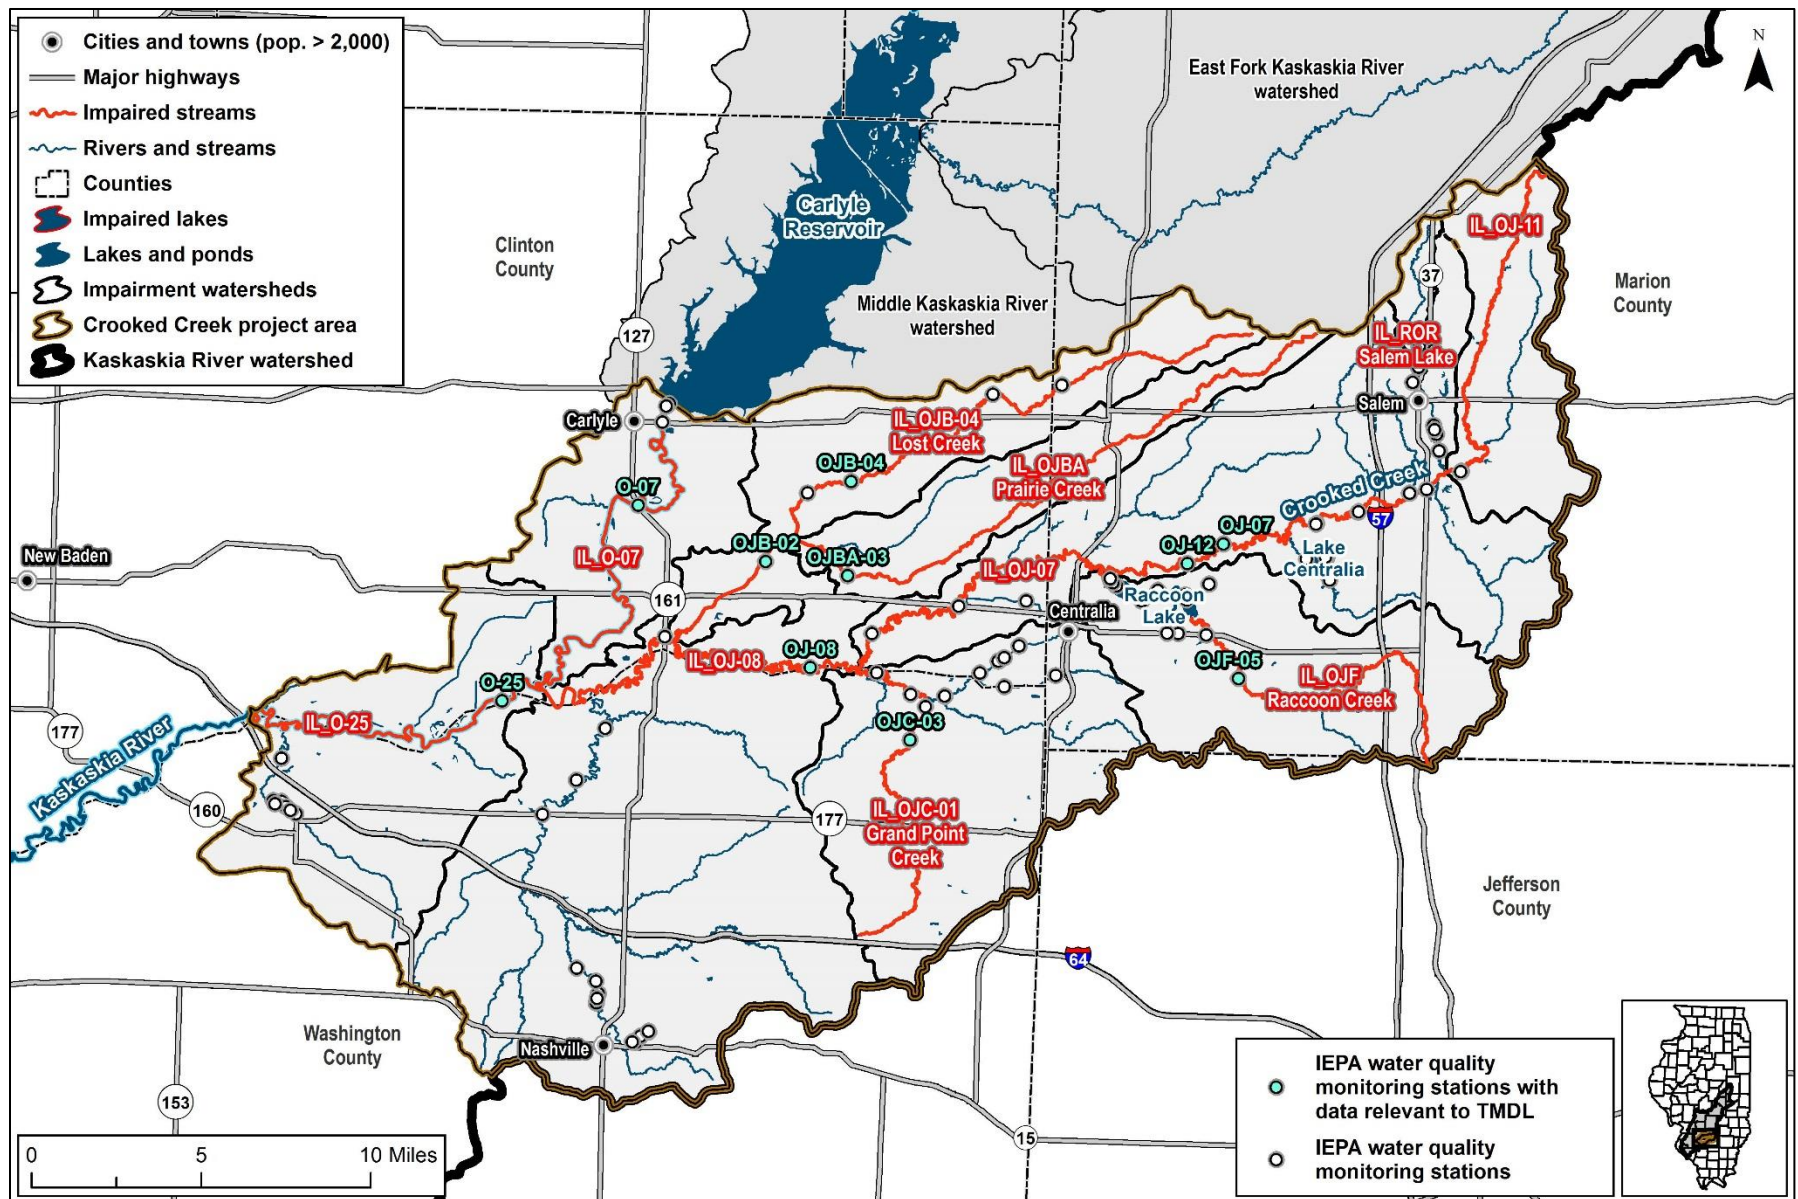 Cities and towns (pop. > 2,000)
Major highways
Impaired streams
Rivers and streams
Counties
Impaired lakes
Lakes and ponds
Impairment watersheds
Crooked Creek project area
Kaskaskia River watershed
N
East Fork Kaskaskia River
watershed
Carlyle
Reservoir
Clinton
County
Middle Kaskaskia River
watershed
Marion
County
IL_OJ-11
37
127
IL_ROR
Salem Lake
Salem
Carlyle
IL_OJB-04
Lost Creek
OJB-04
IL_OJBA
Prairie Creek
O-07
Crooked Creek
57
OJ-07
OJ-12
OJB-02
OJBA-03
New Baden
IL_O-07
IL_OJ-07
Lake
Centralia
161
Raccoon
Lake
Centralia
OJ-08
IL_OJ-08
OJF-05
IL_OJF
Raccoon Creek
O-25
IL_O-25
OJC-03
177
Kaskaskia River
160
177
IL_OJC-01
Grand Point
Creek
Jefferson
County
64
Washington
County
Nashville
153
15
0
5
10 Miles
IEPA water quality
monitoring stations with
data relevant to TMDL
IEPA water quality
monitoring stations